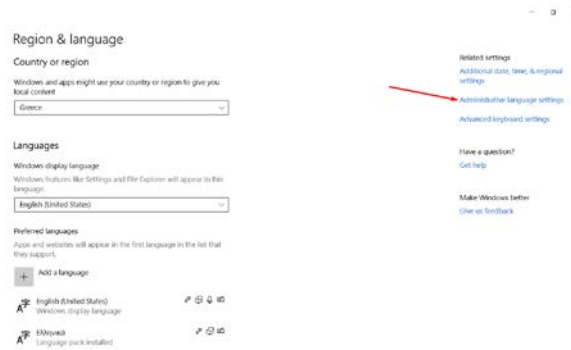 Region & language
Country or region
Windows and apps might use your country or region to give you
local content
Greece
Languages
Windows display language
Windows features like Settings and File Explorer will appear in this
language.
English (United States)
Preferred languages
Apps and websites will appear in the first language in the list that
they support.
Add a language
English (United States)
Windows display language
Ελληνικά
Language pack installed
Related settings
Additional date, time, & regional
settings
Administrative language settings
Advanced keyboard settings
Have a question?
Get help
Make Windows better
Give us feedback